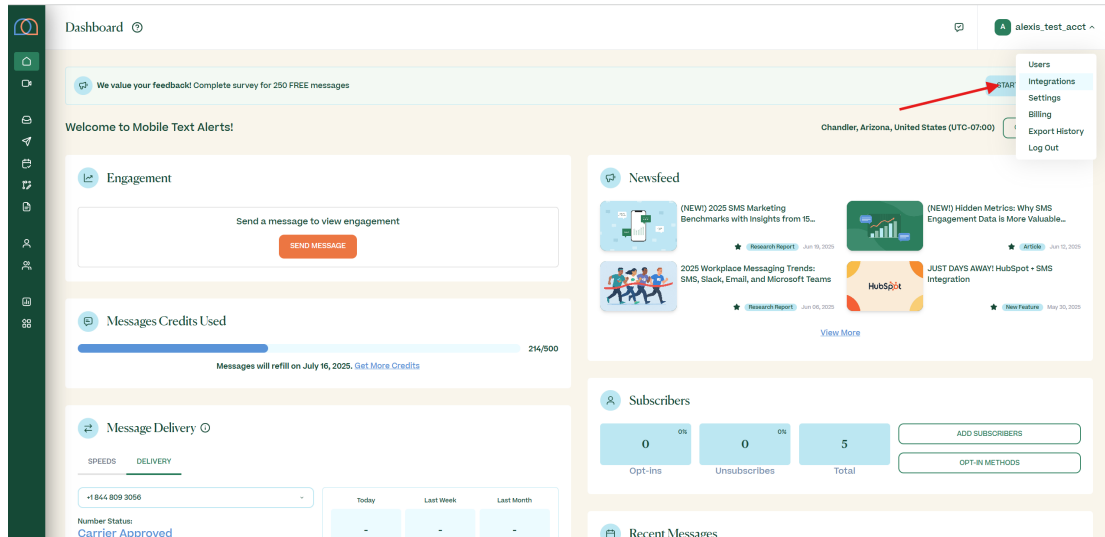 Dashboard
A alexis_test_acct
Users
Integrations
Settings
Billing
Export History
Log Out
We value your feedback! Complete survey for 250 FREE messages
Welcome to Mobile Text Alerts!
Chandler, Arizona, United States (UTC-07:00)
Engagement
Send a message to view engagement
SEND MESSAGE
Messages Credits Used
214/500
Messages will refill on July 16, 2025. Get More Credits
Message Delivery
SPEEDS DELIVERY
+1 844 809 3056
Number Status:
Carrier Approved
Today Last Week Last Month
- - -
Newsfeed
(NEW!) 2025 SMS Marketing
Benchmarks with Insights from 15...
Research Report Jun 19, 2025
(NEW!) Hidden Metrics: Why SMS
Engagement Data is More Valuable...
Article Jun 12, 2025
2025 Workplace Messaging Trends:
SMS, Slack, Email, and Microsoft Teams
Research Report Jun 06, 2025
HubSpot
JUST DAYS AWAY! HubSpot + SMS
Integration
New Feature May 30, 2025
View More
Subscribers
0% 0%
0 0 5
Opt-ins Unsubscribes Total
ADD SUBSCRIBERS
OPT-IN METHODS
Recent Messages